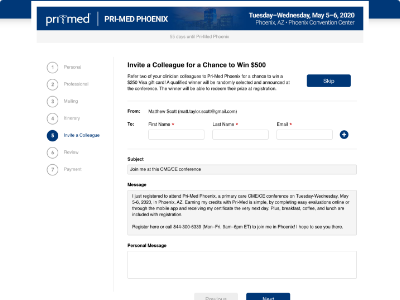 pri·med | PRI-MED PHOENIX
Tuesday–Wednesday, May 5–6, 2020
Phoenix, AZ • Phoenix Convention Center
with Pri-Med Phoenix
1 Personal
2 Professional
3 Mailing
4 Itinerary
5 Invite a Colleague
6 Review
7 Payment
Invite a Colleague for a Chance to Win $500
Refer two of your clinician colleagues to Pri-Med Phoenix for a chance to win a
$250 Visa gift card! A qualified winner will be randomly selected and announced at
the conference. The winner will be able to redeem their prize at registration.
Skip
From: Matthew Scott
To: First Name * Last Name * Email *
Subject
Join me at this CME/CE conference
Message
I just registered to attend Pri-Med Phoenix, a primary care CME/CE conference on Tuesday-Wednesday, May
5-6, 2020, in Phoenix, AZ. Earning my credits with Pri-Med is simple, by completing easy evaluations online or
through the mobile app and receiving my certificate the very next day. Plus, breakfast, coffee, and lunch are
included with registration.
Register here or call (Mon.-Fri. 9am-6pm ET) to join me in Phoenix! I hope to see you there.
Personal Message
Previous
Next